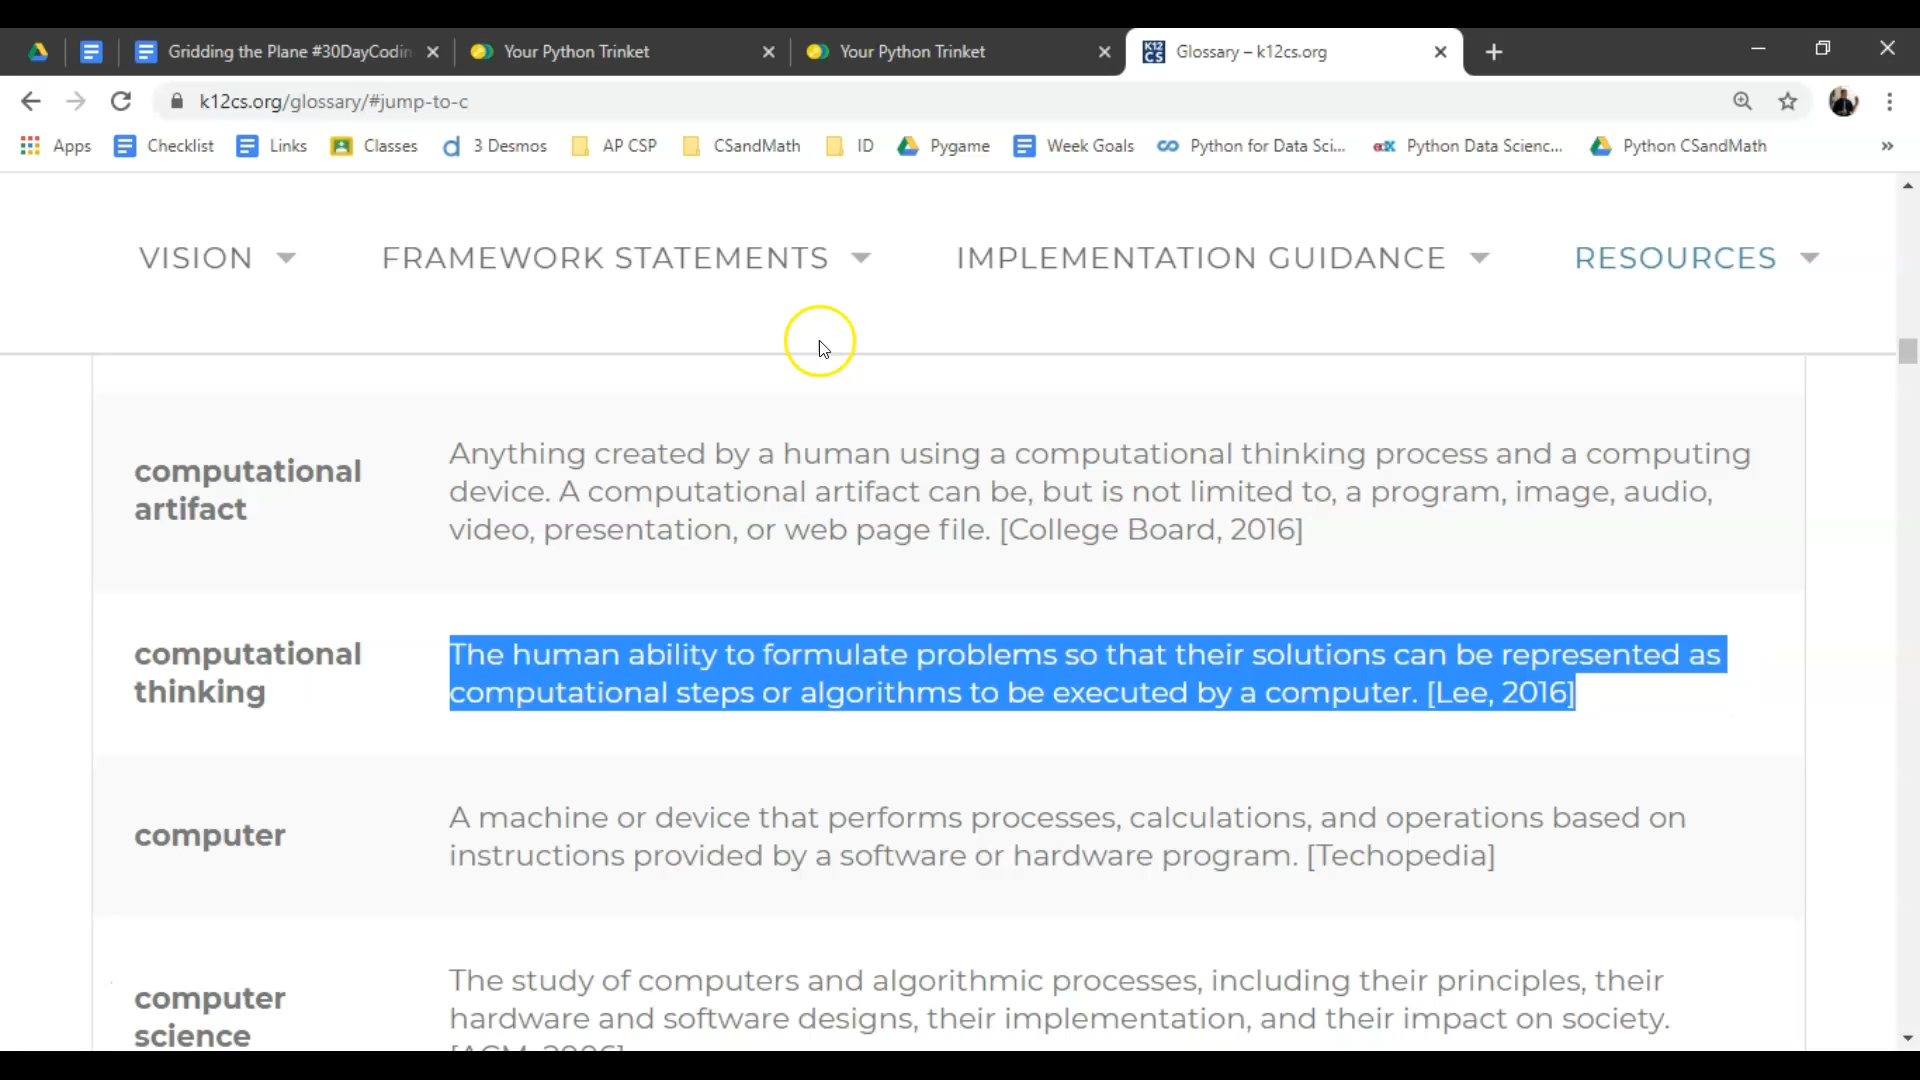 Gridding the Plane #30DayCodin
Your Python Trinket
Your Python Trinket
K12 CS
Glossary – k12cs.org
k12cs.org/glossary/#jump-to-c
Apps Checklist Links Classes 3 Desmos AP CSP CSandMath ID Pygame Week Goals Python for Data Sci... edX Python Data Scienc... Python CSandMath »
VISION FRAMEWORK STATEMENTS IMPLEMENTATION GUIDANCE RESOURCES
computational
artifact
Anything created by a human using a computational thinking process and a computing
device. A computational artifact can be, but is not limited to, a program, image, audio,
video, presentation, or web page file. [College Board, 2016]
computational
thinking
The human ability to formulate problems so that their solutions can be represented as
computational steps or algorithms to be executed by a computer. [Lee, 2016]
computer
A machine or device that performs processes, calculations, and operations based on
instructions provided by a software or hardware program. [Techopedia]
computer
science
The study of computers and algorithmic processes, including their principles, their
hardware and software designs, their implementation, and their impact on society.